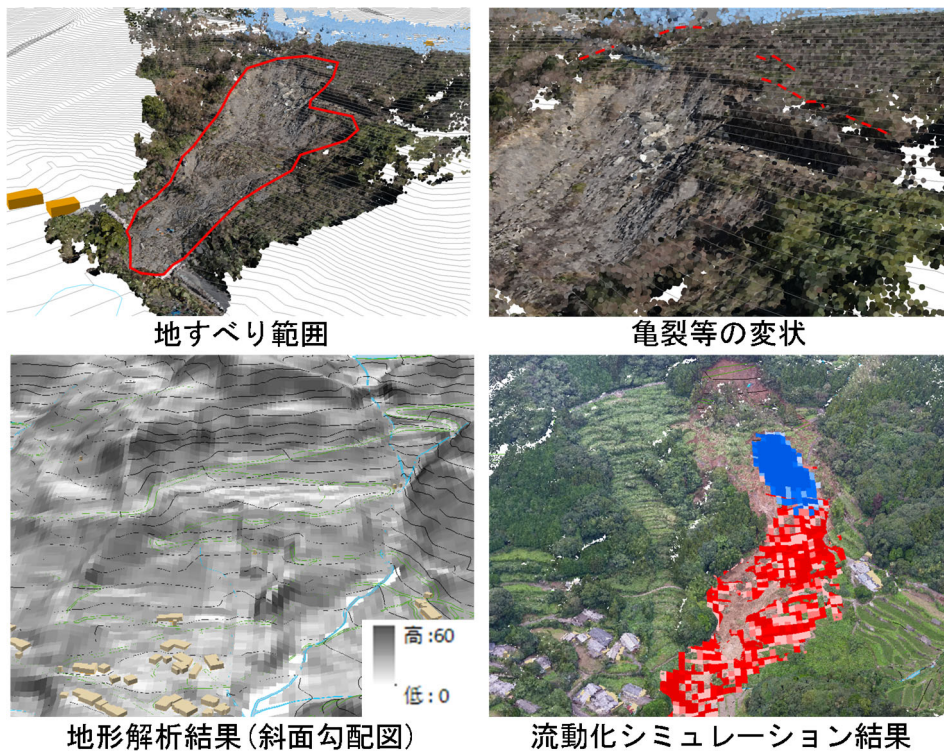 地すべり範囲
亀裂等の変状
高:60
低:0
地形解析結果(斜面勾配図)
流動化シミュレーション結果